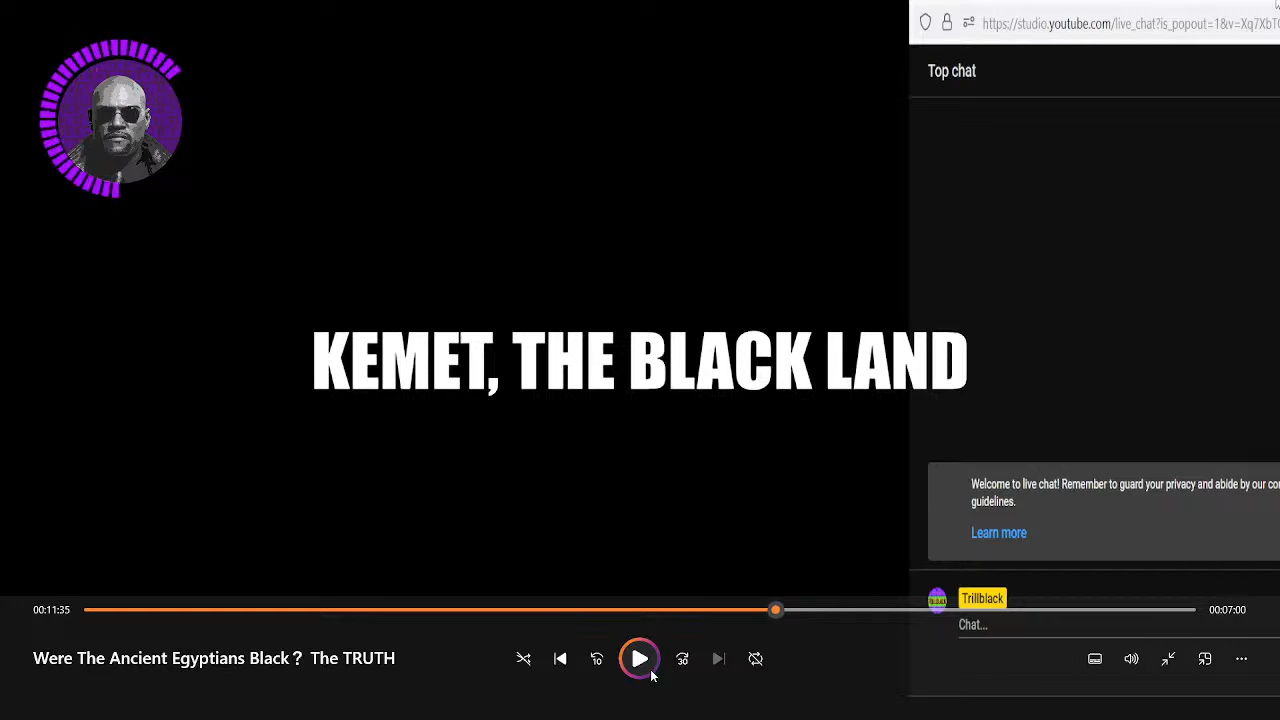 https://studio.youtube.com/live_chat?is_popout=1&v=Xq7XbT
Top chat
KEMET, THE BLACK LAND
Welcome to live chat! Remember to guard your privacy and abide by our
guidelines.
Learn more
Trillblack
Chat...
00:11:35
00:07:00
Were The Ancient Egyptians Black? The TRUTH
10
30